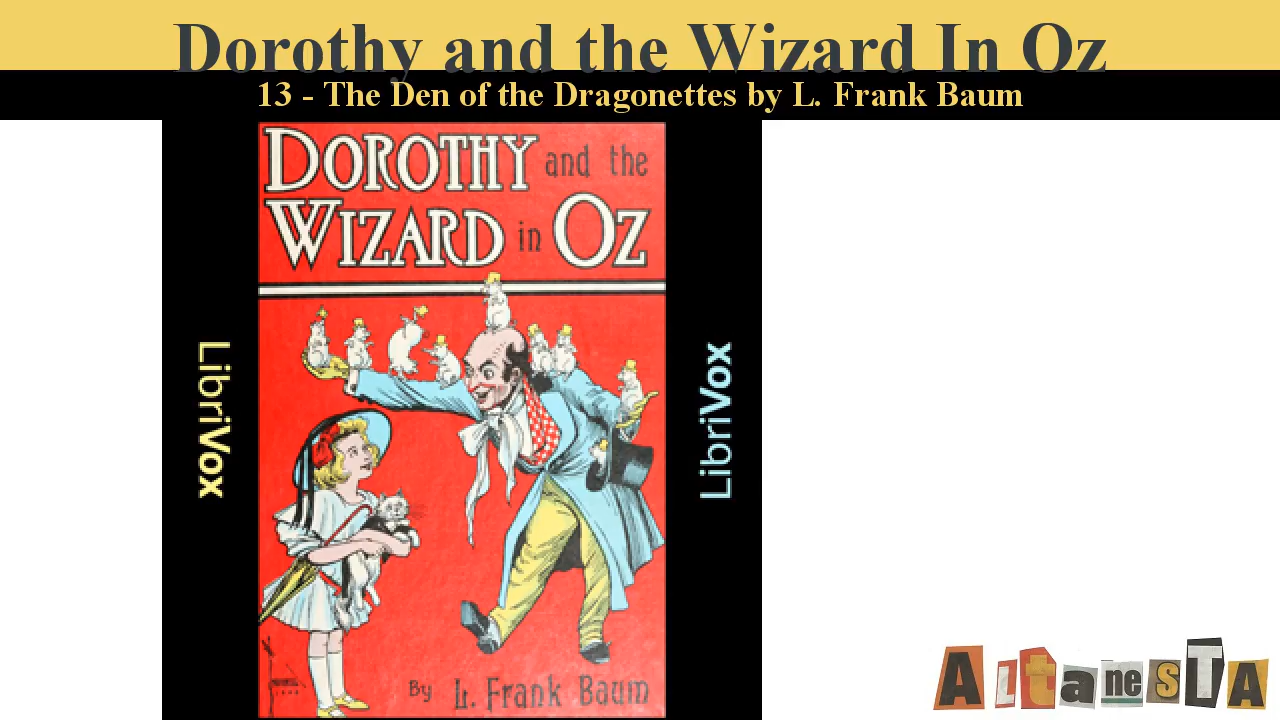 Dorothy and the Wizard In Oz
13 - The Den of the Dragonettes by L. Frank Baum
DOROTHY and the
WIZARD in OZ
LibriVox
LibriVox
By L. Frank Baum
AltanesTA